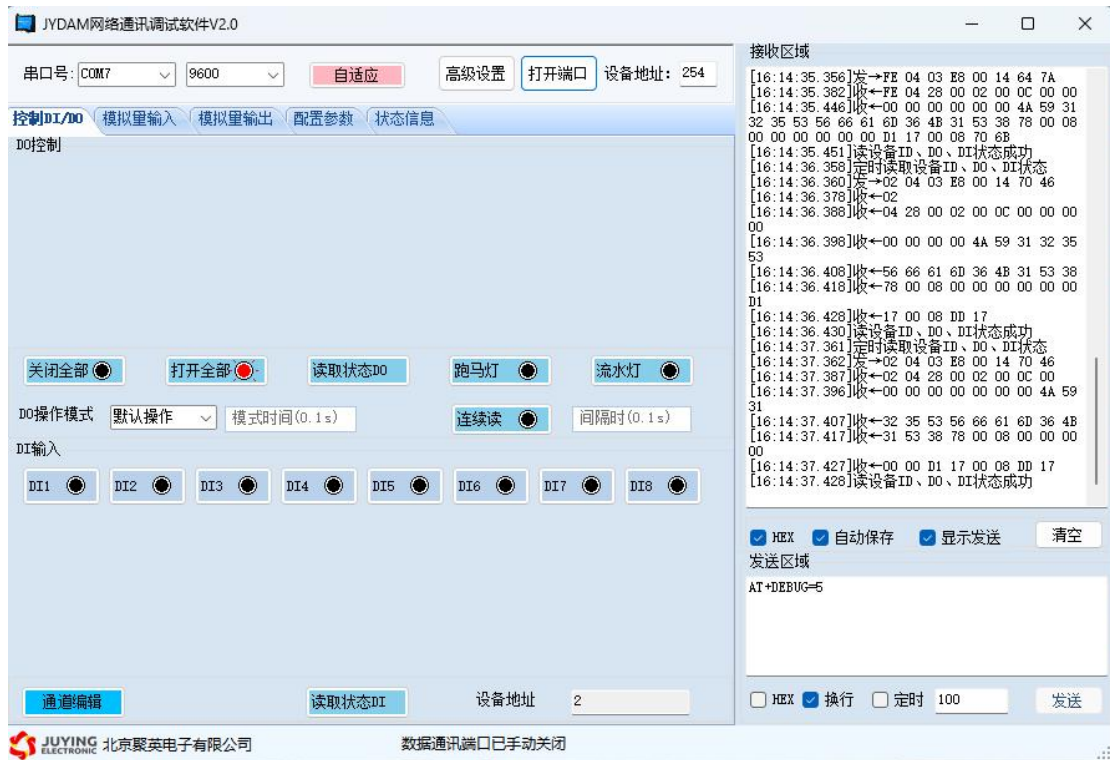 JYDAM网络通讯调试软件V2.0
串口号: COM7 9600 自适应 高级设置 打开端口 设备地址: 254
控制DI/DO 模拟量输入 模拟量输出 配置参数 状态信息
DO控制
关闭全部 打开全部 读取状态DO 跑马灯 流水灯
DO操作模式 默认操作 模式时间(0.1s) 连续读 间隔时(0.1s)
DI输入
DI1 DI2 DI3 DI4 DI5 DI6 DI7 DI8
通道编辑 读取状态DI 设备地址 2
接收区域
[16:14:35.356]发→FE 04 03 E8 00 14 64 7A
[16:14:35.382]收←FE 04 28 00 02 00 0C 00 00
[16:14:35.446]收←00 00 00 00 00 00 4A 59 31
32 35 53 56 66 61 6D 36 4B 31 53 38 78 00 08
00 00 00 00 00 00 D1 17 00 08 70 6B
[16:14:35.451]读设备ID、DO、DI状态成功
[16:14:36.358]定时读取设备ID、DO、DI状态
[16:14:36.360]发→02 04 03 E8 00 14 70 46
[16:14:36.378]收←02
[16:14:36.388]收←04 28 00 02 00 0C 00 00 00
00
[16:14:36.398]收←00 00 00 00 4A 59 31 32 35
53
[16:14:36.408]收←56 66 61 6D 36 4B 31 53 38
[16:14:36.418]收←78 00 08 00 00 00 00 00 00
D1
[16:14:36.428]收←17 00 08 DD 17
[16:14:36.430]读设备ID、DO、DI状态成功
[16:14:37.361]定时读取设备ID、DO、DI状态
[16:14:37.362]发→02 04 03 E8 00 14 70 46
[16:14:37.387]收←02 04 28 00 02 00 0C 00
[16:14:37.396]收←00 00 00 00 00 00 00 4A 59
31
[16:14:37.407]收←32 35 53 56 66 61 6D 36 4B
[16:14:37.417]收←31 53 38 78 00 08 00 00 00
00
[16:14:37.427]收←00 00 D1 17 00 08 DD 17
[16:14:37.428]读设备ID、DO、DI状态成功
HEX 自动保存 显示发送 清空
发送区域
AT+DEBUG=5
HEX 换行 定时 100 发送
JUYING ELECTRONIC 北京聚英电子有限公司 数据通讯端口已手动关闭